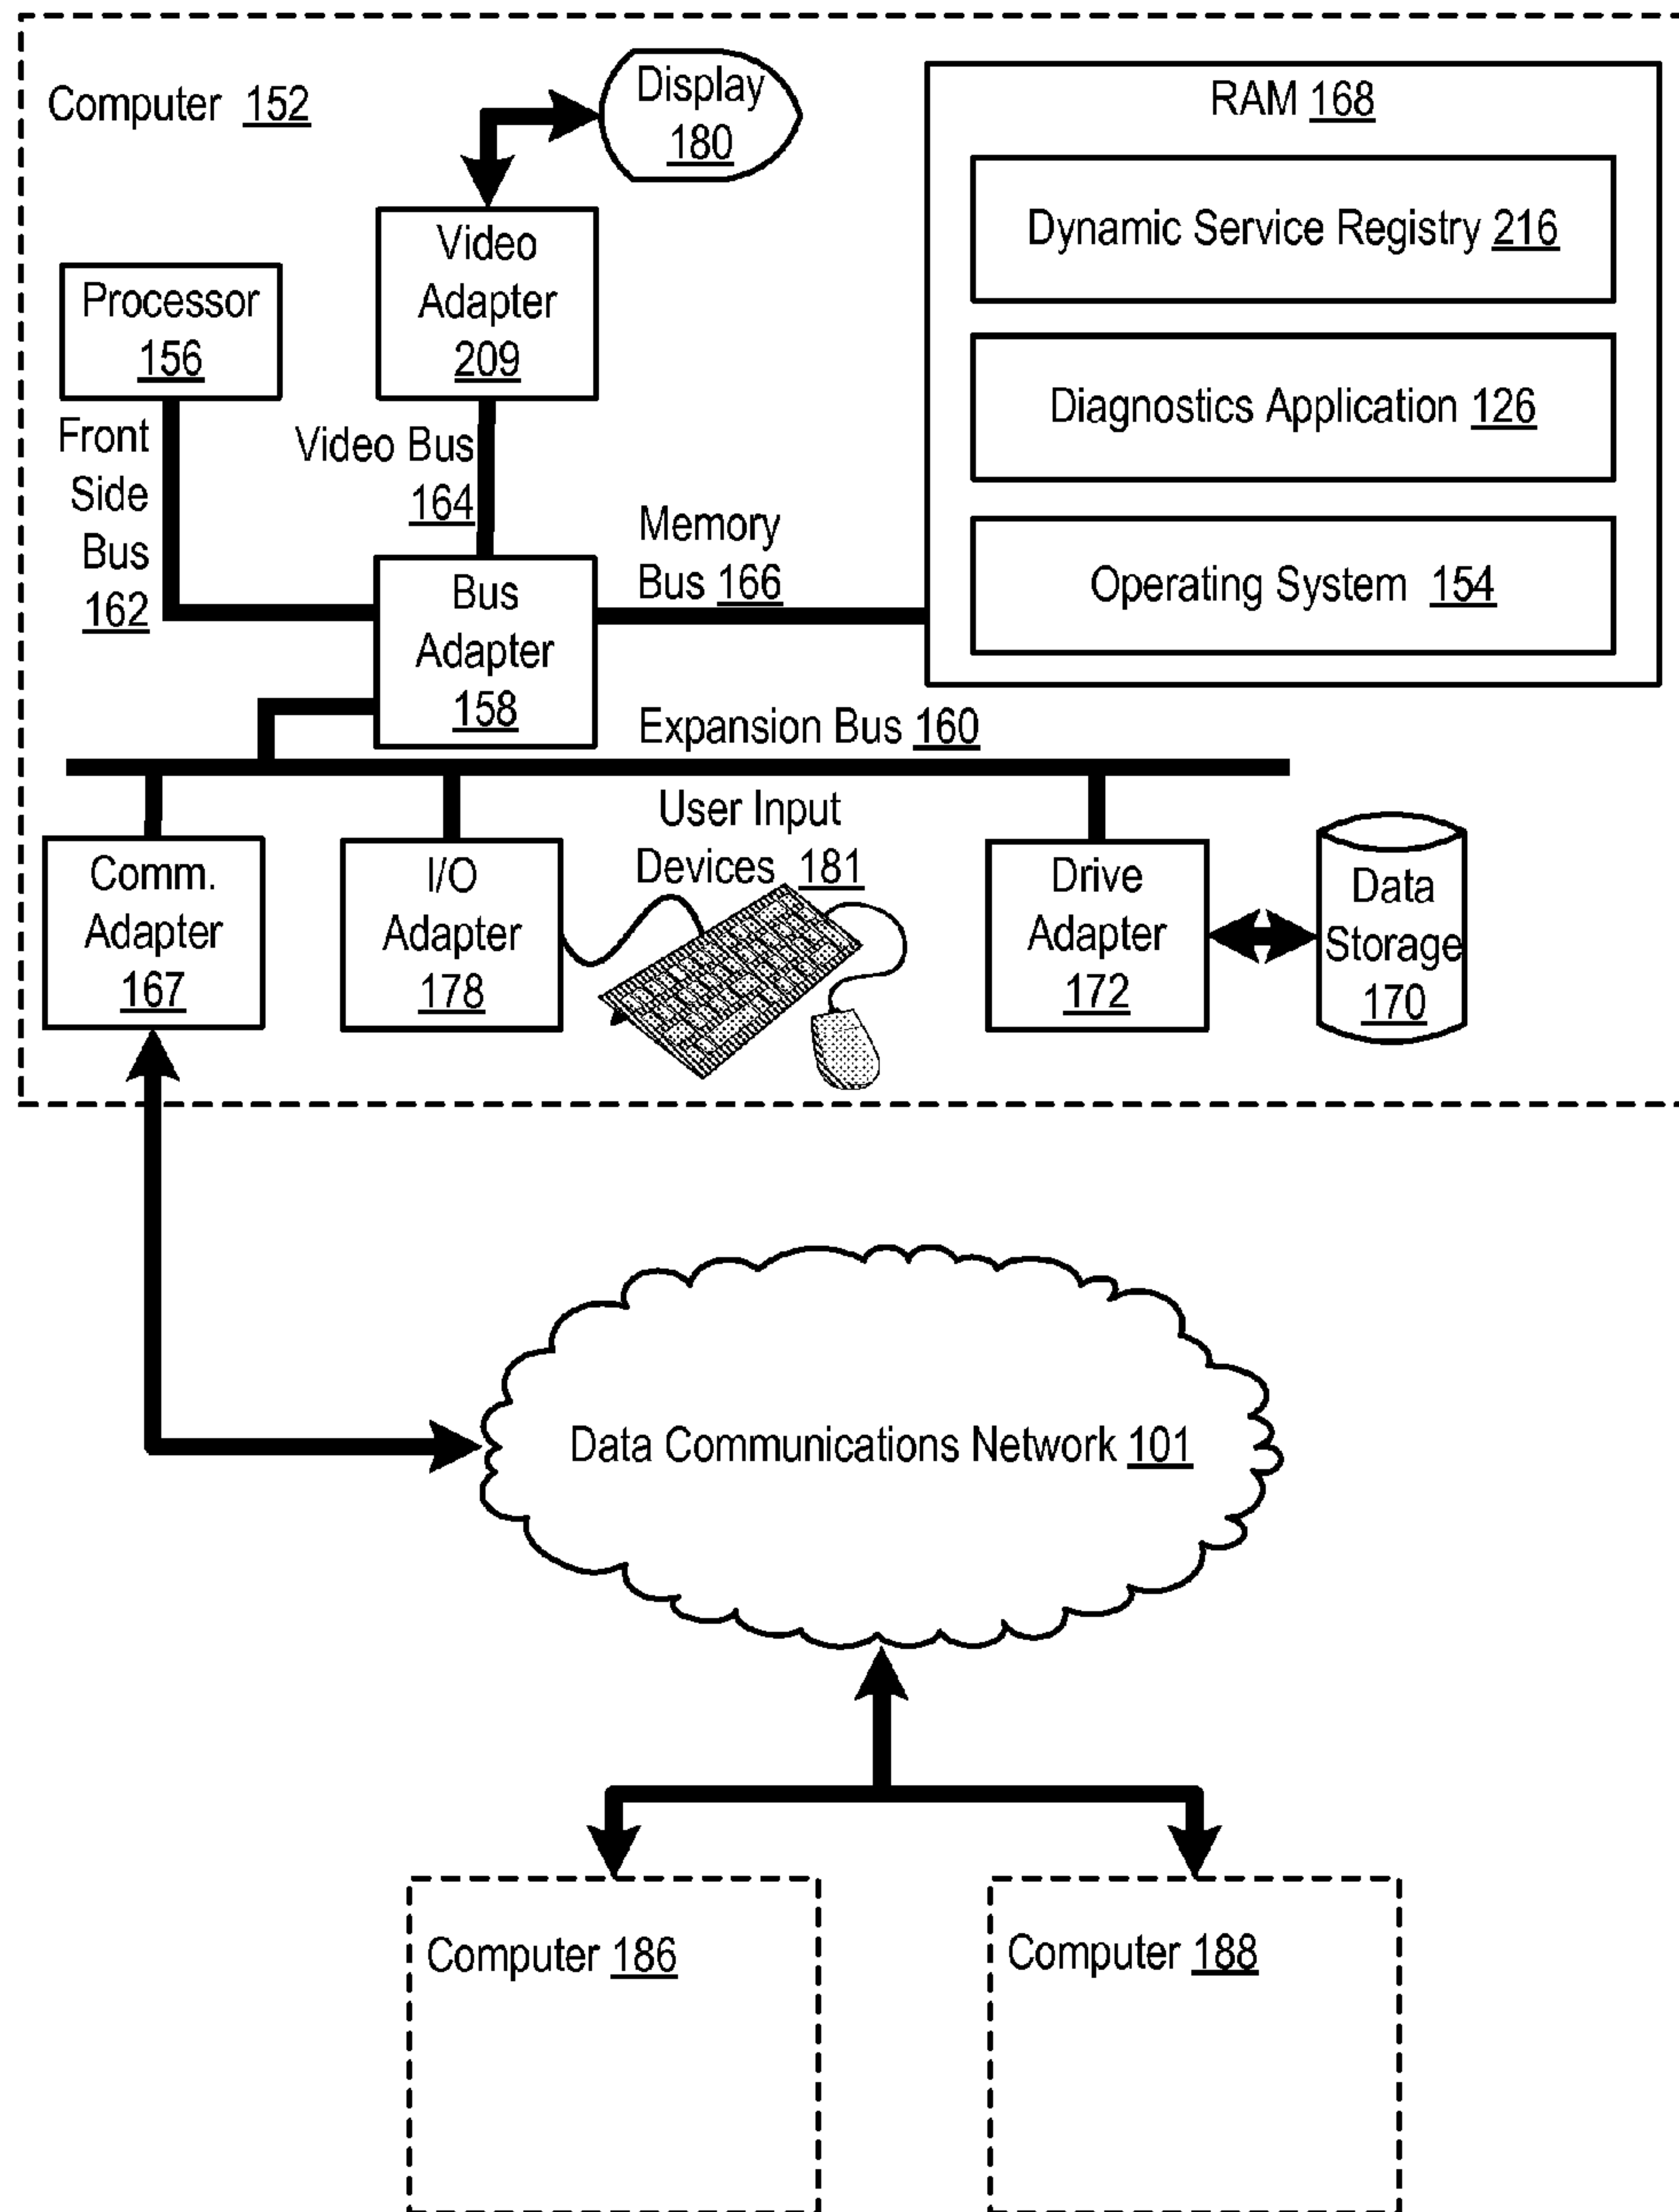 Computer 152
Display
180
RAM 168
Dynamic Service Registry 216
Diagnostics Application 126
Operating System 154
Video
Adapter
209
Processor
156
Front
Side
Bus
162
Video Bus
164
Memory
Bus 166
Bus
Adapter
158
Expansion Bus 160
Comm.
Adapter
167
I/O
Adapter
178
User Input
Devices 181
Drive
Adapter
172
Data
Storage
170
Data Communications Network 101
Computer 186
Computer 188